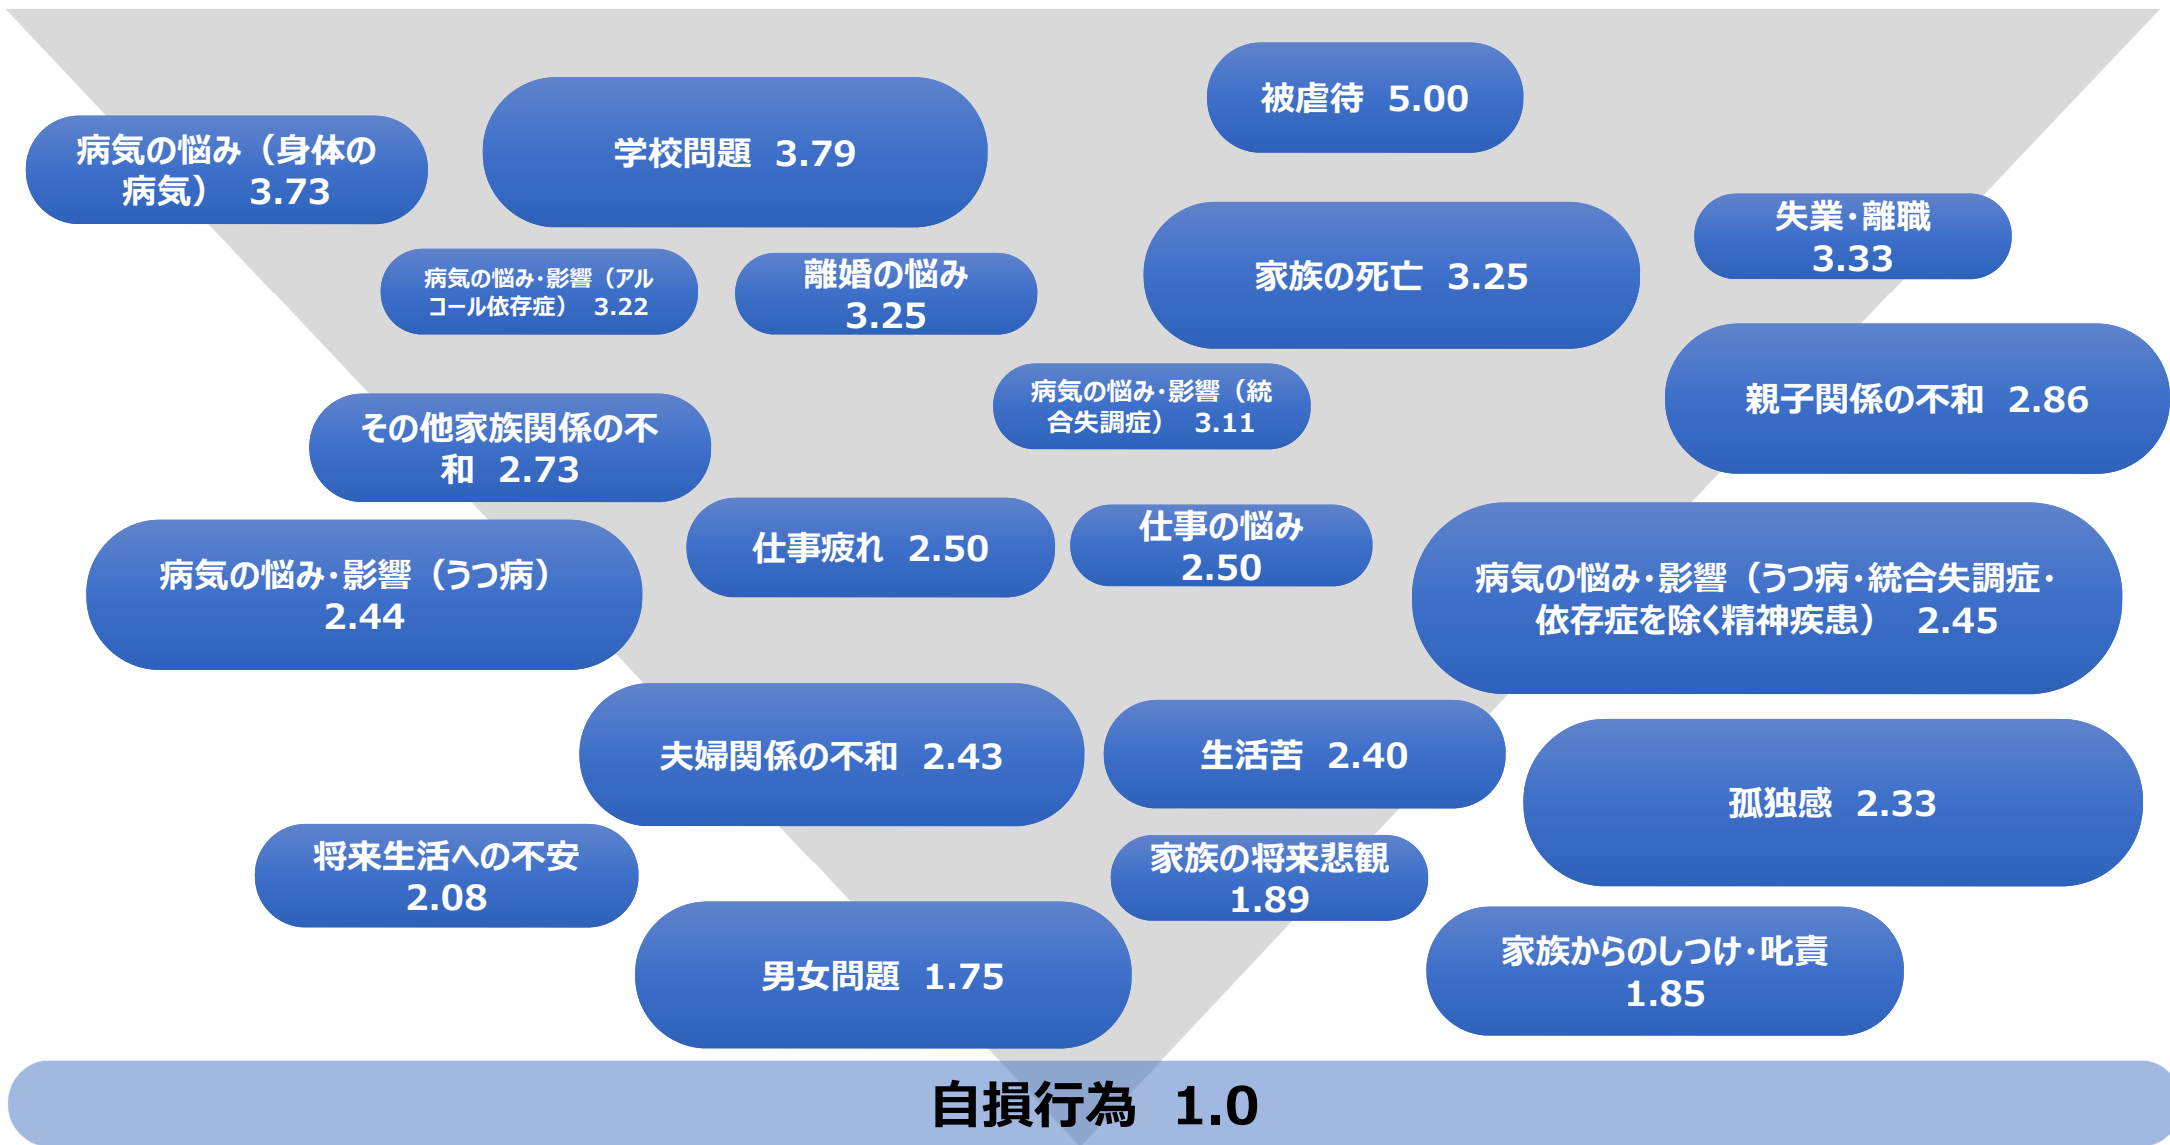 被虐待 5.00
学校問題 3.79
病気の悩み（身体の
病気） 3.73
失業･離職
3.33
家族の死亡 3.25
離婚の悩み
3.25
病気の悩み･影響（アル
コール依存症） 3.22
病気の悩み･影響（統
合失調症） 3.11
親子関係の不和 2.86
その他家族関係の不
和 2.73
仕事疲れ 2.50
仕事の悩み
2.50
病気の悩み･影響（うつ病･統合失調症･
依存症を除く精神疾患） 2.45
病気の悩み･影響（うつ病）
2.44
夫婦関係の不和 2.43
生活苦 2.40
孤独感 2.33
将来生活への不安
2.08
家族の将来悲観
1.89
家族からのしつけ･叱責
1.85
男女問題 1.75
自損行為 1.0